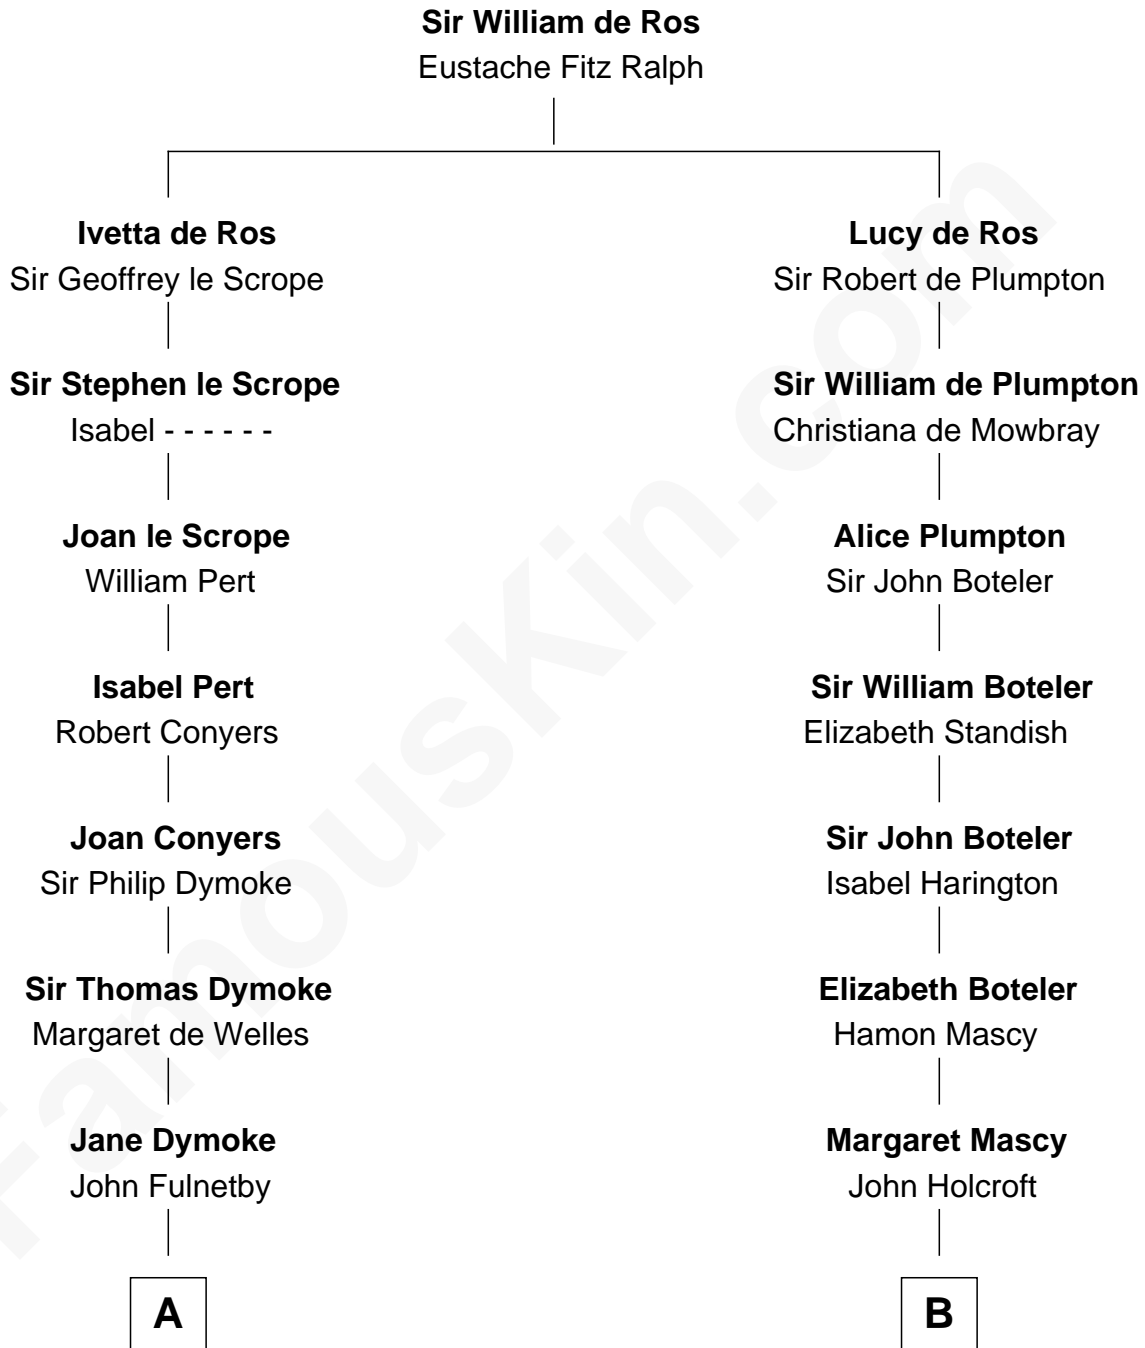 Sir William de Ros
Eustache Fitz Ralph
Ivetta de Ros
Sir Geoffrey le Scrope
Sir Stephen le Scrope
Isabel - - - - - -
Joan le Scrope
William Pert
Isabel Pert
Robert Conyers
Joan Conyers
Sir Philip Dymoke
Sir Thomas Dymoke
Margaret de Welles
Jane Dymoke
John Fulnetby
A
Lucy de Ros
Sir Robert de Plumpton
Sir William de Plumpton
Christiana de Mowbray
Alice Plumpton
Sir John Boteler
Sir William Boteler
Elizabeth Standish
Sir John Boteler
Isabel Harington
Elizabeth Boteler
Hamon Mascy
Margaret Mascy
John Holcroft
B
FamousKin.com